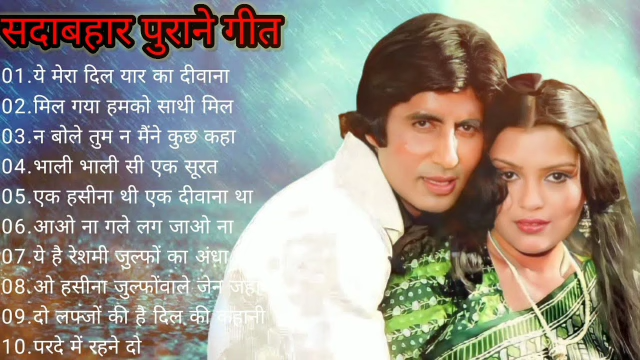 सदाबहार पुराने गीत
01.ये मेरा दिल यार का दीवाना
02.मिल गया हमको साथी मिल
03.न बोले तुम न मैंने कुछ कहा
04.भाली भाली सी एक सूरत
05.एक हसीना थी एक दीवाना था
06.आओ ना गले लग जाओ ना
07.ये है रेशमी जुल्फों का अंधा
08.ओ हसीना जुल्फोंवाले जेन जहा
09.दो लफ्जों की है दिल की कहानी
10.परदे में रहने दो